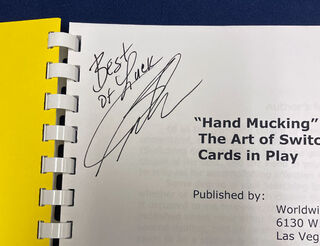 Best
Of Luck
"Hand Mucking"
The Art of Switc
Cards in Play
Published by:
Worldwi
6130 W
Las Veg